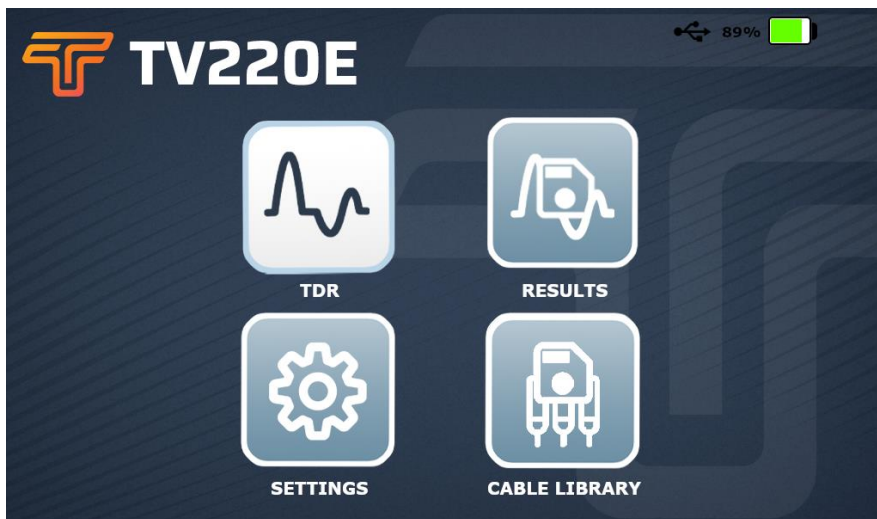 TV220E
89%
TDR
RESULTS
SETTINGS
CABLE LIBRARY